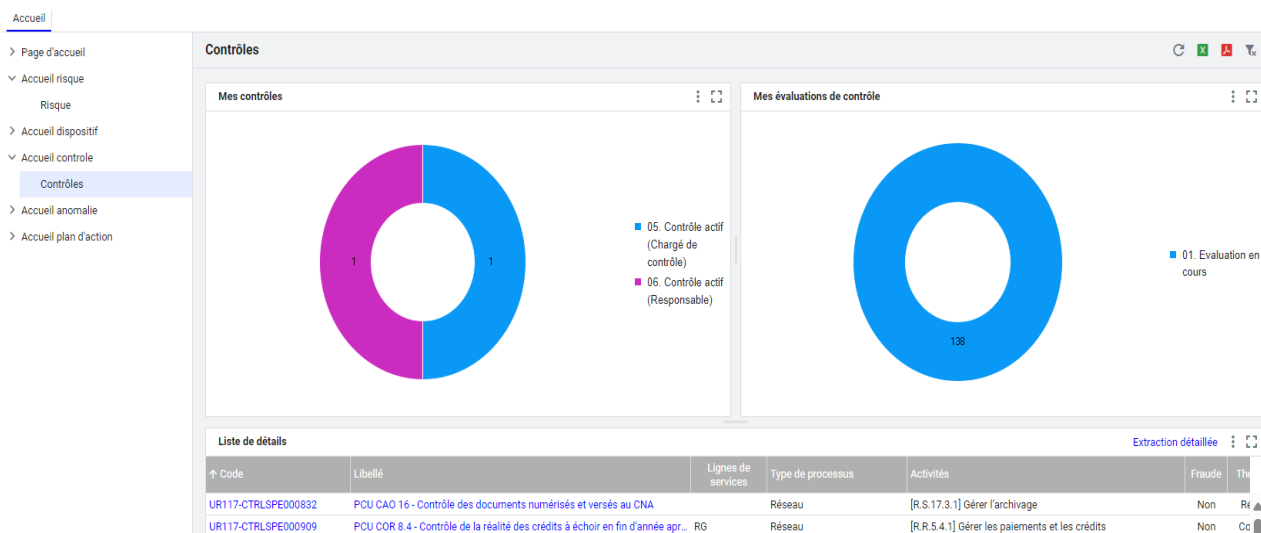 Accueil
Page d'accueil
Accueil risque
Risque
Accueil dispositif
Accueil controle
Contrôles
Accueil anomalie
Accueil plan d'action
Contrôles
Mes contrôles
1
1
05. Contrôle actif
(Chargé de
contrôle)
06. Contrôle actif
(Responsable)
Mes évaluations de contrôle
138
01. Evaluation en
cours
Liste de détails
Extraction détaillée
Code Libellé Lignes de services Type de processus Activités Fraude
UR117-CTRLSPE000832 PCU CAO 16 - Contrôle des documents numérisés et versés au CNA Réseau [R.S.17.3.1] Gérer l'archivage Non
UR117-CTRLSPE000909 PCU COR 8.4 - Contrôle de la réalité des crédits à échoir en fin d'année apr... RG Réseau [R.R.5.4.1] Gérer les paiements et les crédits Non